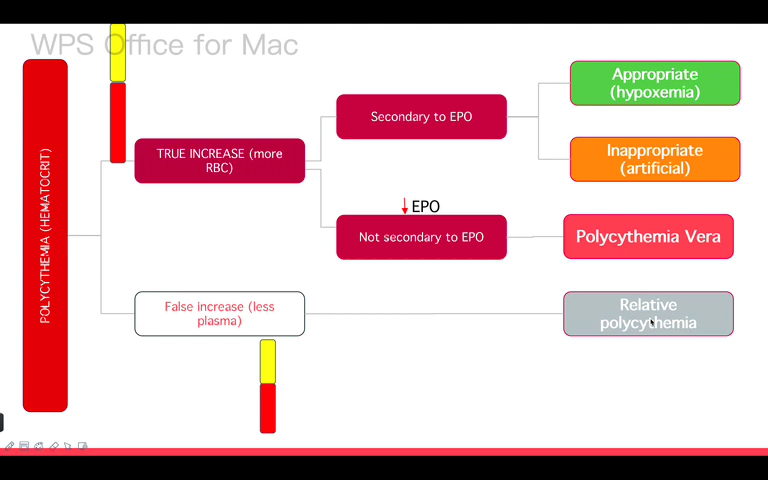 WPS Office for Mac
POLYCYTHEMIA (HEMATOCRIT)
TRUE INCREASE (more
RBC)
Secondary to EPO
Appropriate
(hypoxemia)
Inappropriate
(artificial)
EPO
Not secondary to EPO
Polycythemia Vera
False increase (less
plasma)
Relative
polycythemia